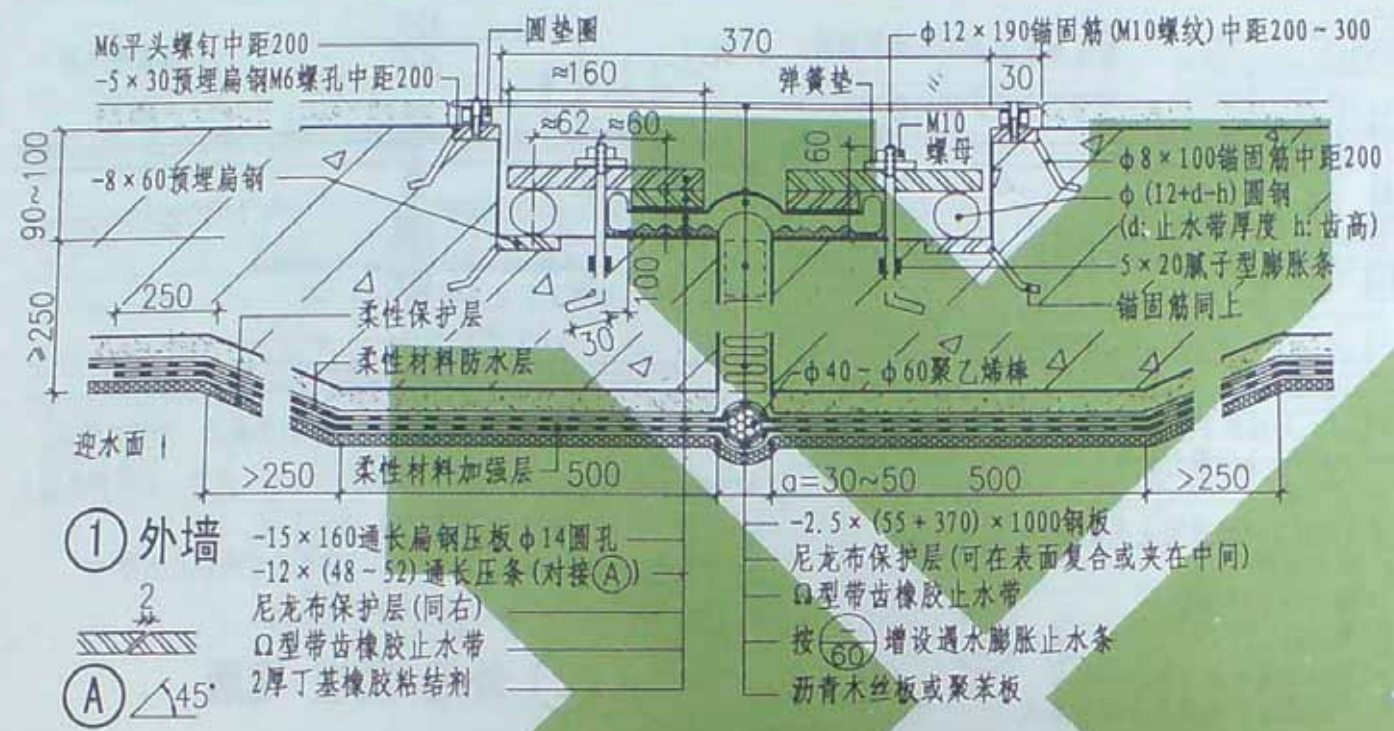 圆垫圈
370
φ12×190锚固筋(M10螺纹)中距200~300
M6平头螺钉中距200
≈160
弹簧垫
30
-5×30预埋扁钢M6螺孔中距200
≈62
≈60
60
M10
螺母
φ8×100锚固筋中距200
90~100
-8×60预埋扁钢
φ(12+d-h)圆钢
(d:止水带厚度 h:齿高)
5×20腻子型膨胀条
锚固筋同上
250
100
30
≥250
柔性保护层
柔性材料防水层
φ40~φ60聚乙烯棒
迎水面
>250
柔性材料加强层
500
a=30~50
500
>250
① 外墙
-15×160通长扁钢压板φ14圆孔
-12×(48~52)通长压条(对接Ⓐ)
尼龙布保护层(同右)
Ω型带齿橡胶止水带
2厚丁基橡胶粘结剂
2
Ⓐ 45°
-2.5×(55+370)×1000钢板
尼龙布保护层(可在表面复合或夹在中间)
Ω型带齿橡胶止水带
按 二/60 增设遇水膨胀止水条
沥青木丝板或聚苯板